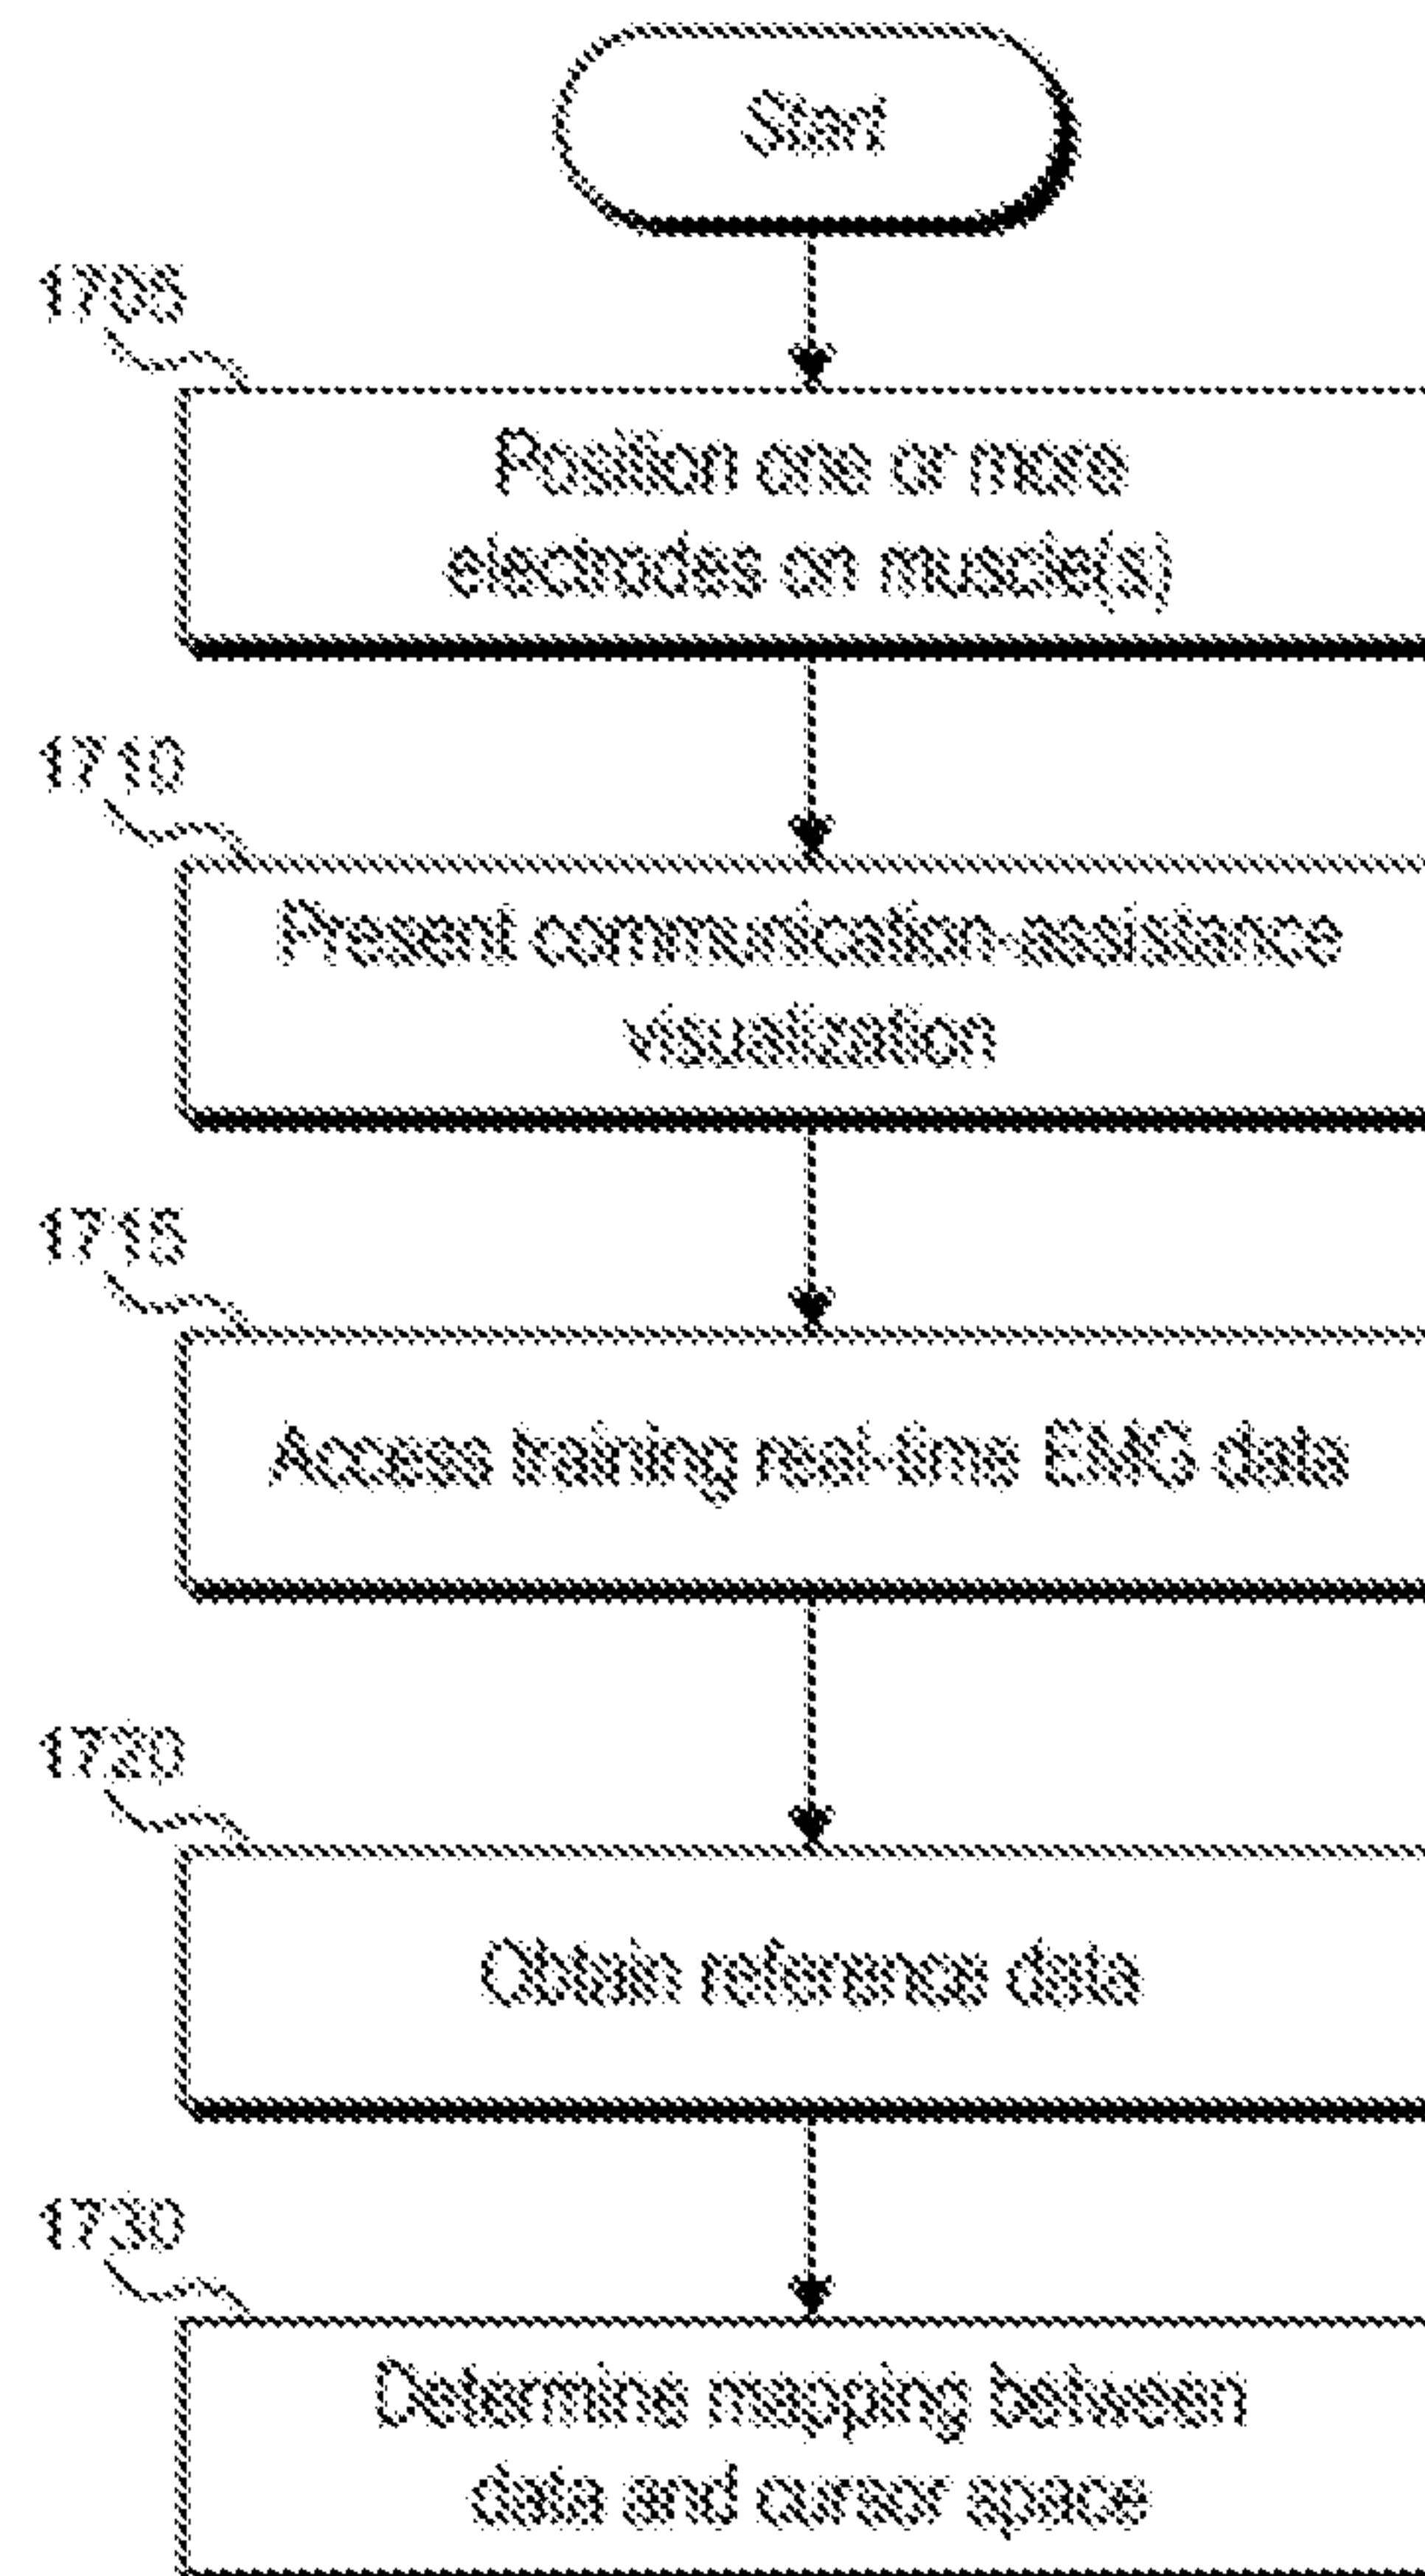 Start
1705
Position one or more
electrodes on muscle(s)
1710
Present communication-assistance
visualization
1715
Access training real-time EMG data
1720
Obtain reference data
1730
Determine mapping between
data and cursor space